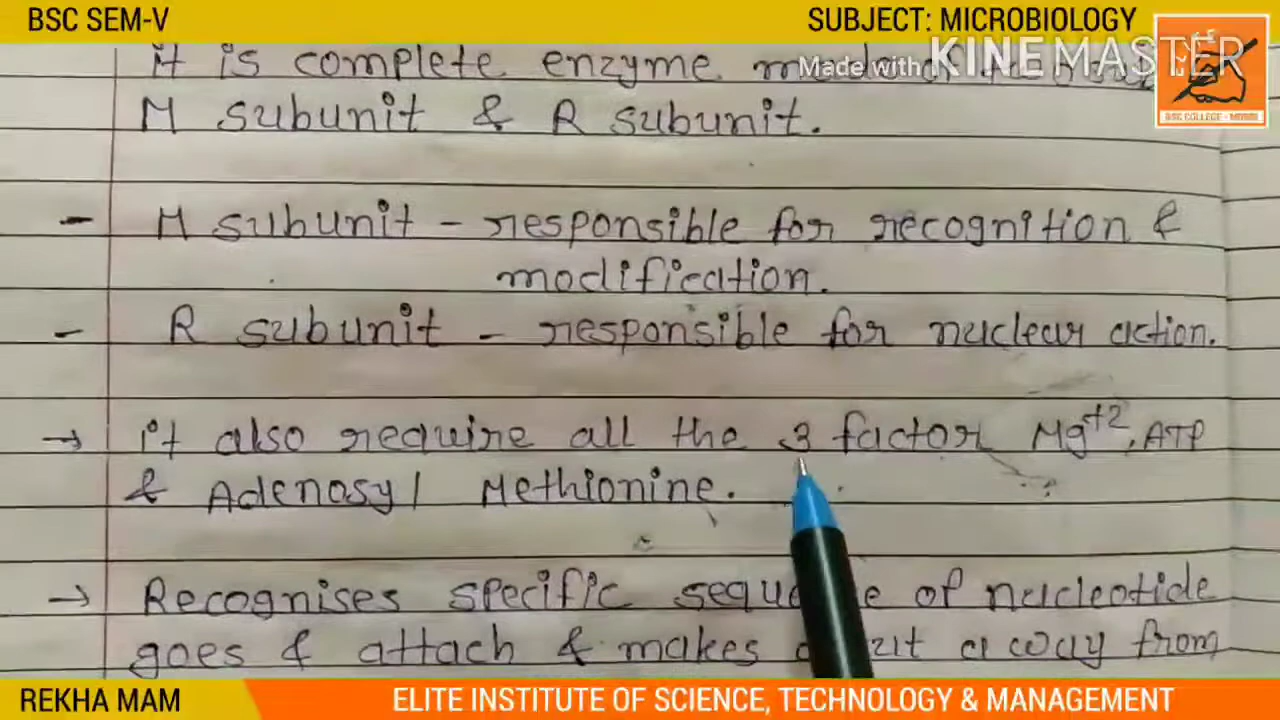 BSC SEM-V
SUBJECT: MICROBIOLOGY
Made with KINEMASTER
BSC COLLEGE -
it is complete enzyme
M subunit & R subunit.
- M subunit - responsible for recognition &
modification.
- R subunit - responsible for nuclear action.
→ it also require all the 3 factor Mg+2, ATP
& Adenosyl Methionine.
→ Recognises specific of nucleotide
goes & attach & makes away from
REKHA MAM
ELITE INSTITUTE OF SCIENCE, TECHNOLOGY & MANAGEMENT